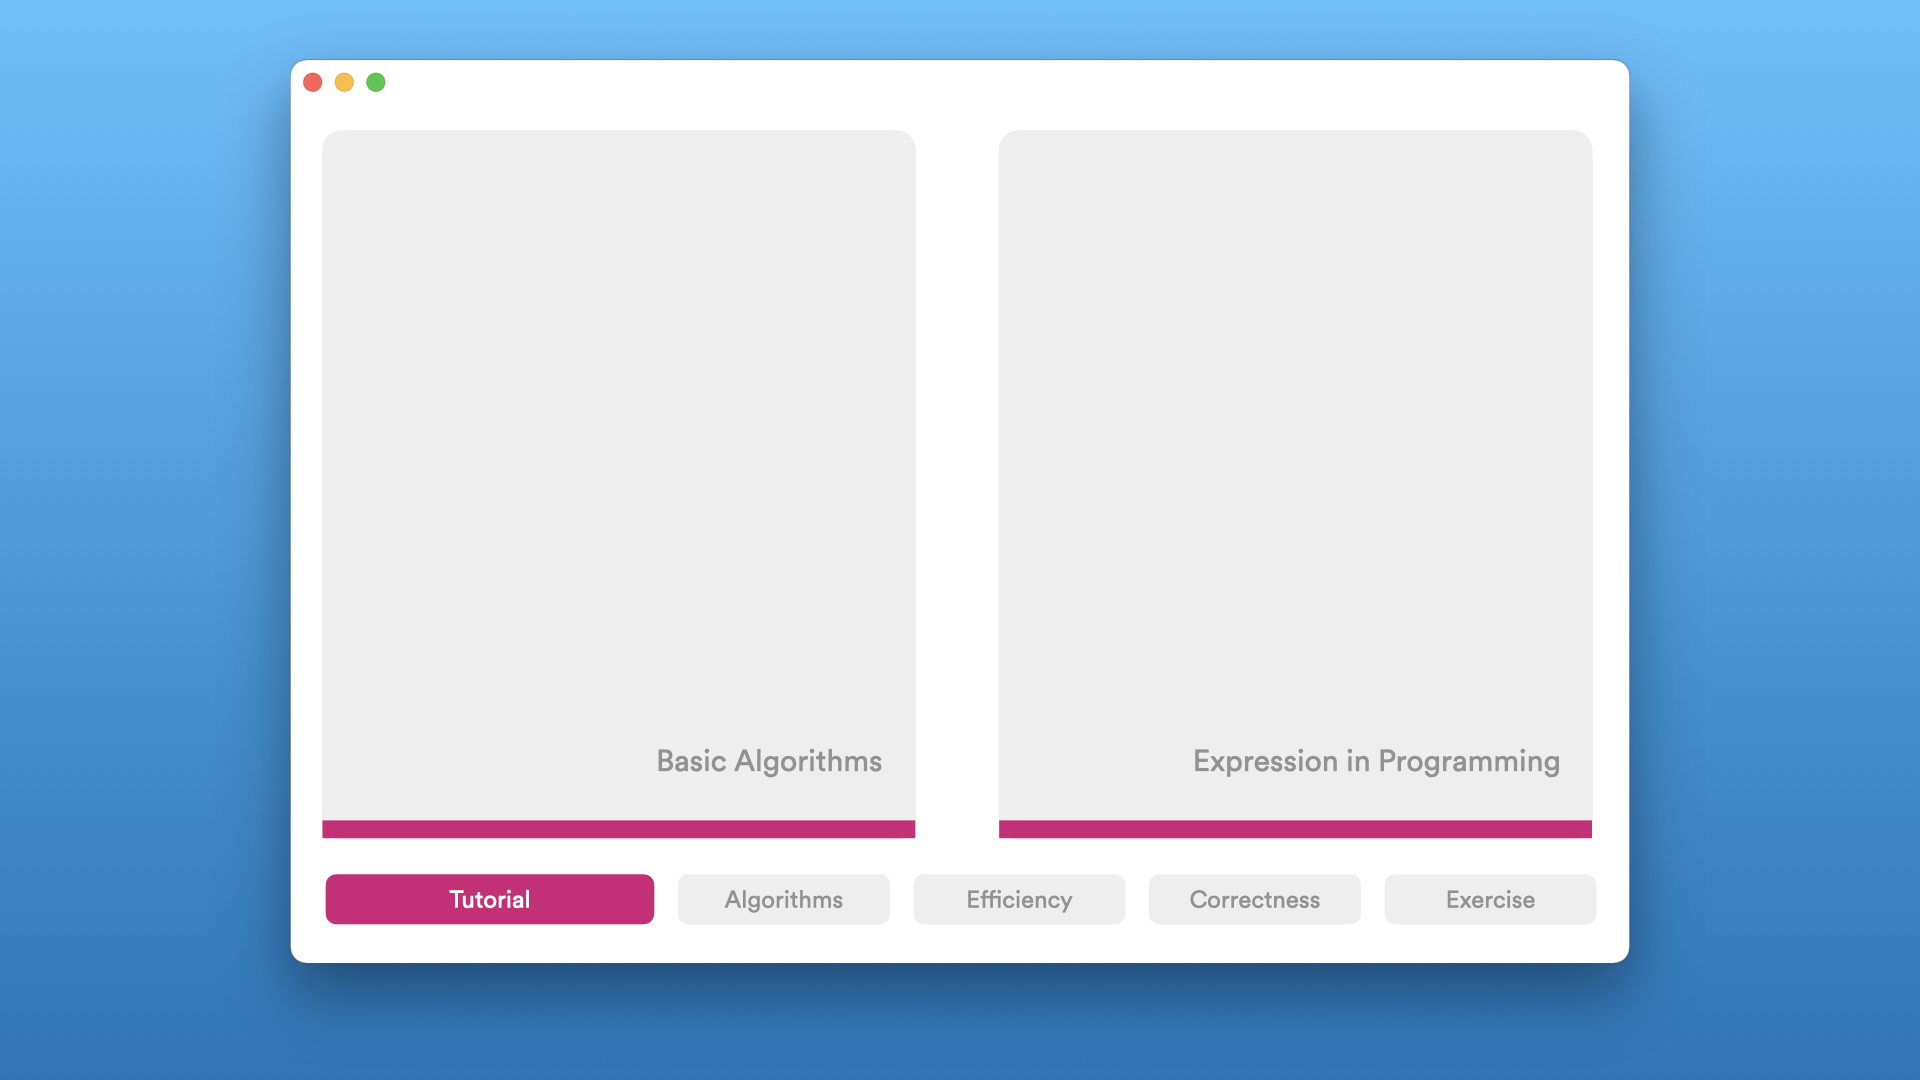 Basic Algorithms
Expression in Programming
Tutorial
Algorithms
Efficiency
Correctness
Exercise